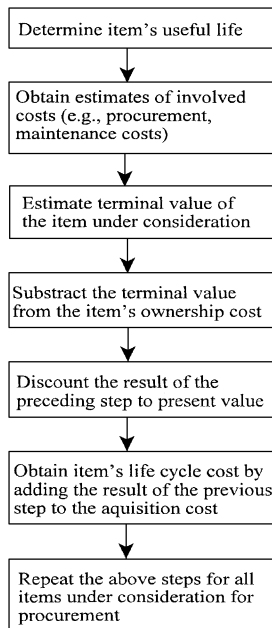 Determine item's useful life
Obtain estimates of involved
costs (e.g., procurement,
maintenance costs)
Estimate terminal value of
the item under consideration
Substract the terminal value
from the item's ownership cost
Discount the result of the
preceding step to present value
Obtain item's life cycle cost by
adding the result of the previous
step to the aquisition cost
Repeat the above steps for all
items under consideration for
procurement